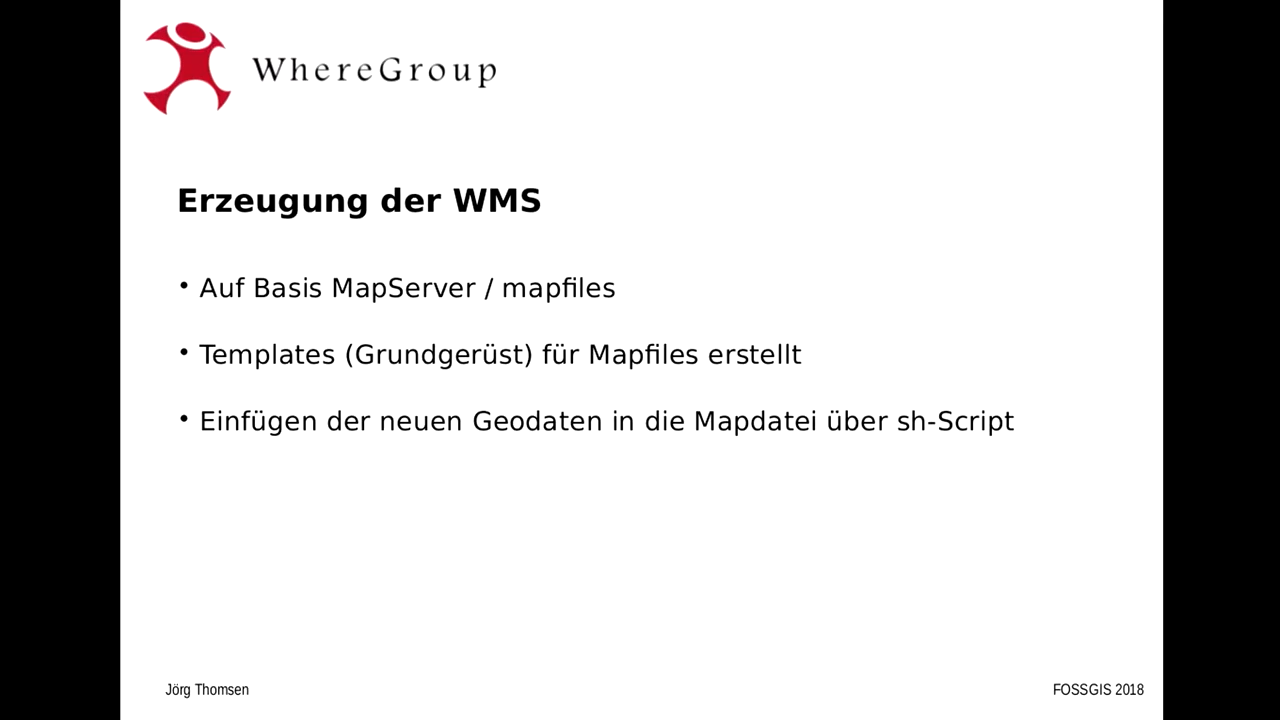 WhereGroup
Erzeugung der WMS
• Auf Basis MapServer / mapfiles
• Templates (Grundgerüst) für Mapfiles erstellt
• Einfügen der neuen Geodaten in die Mapdatei über sh-Script
Jörg Thomsen
FOSSGIS 2018